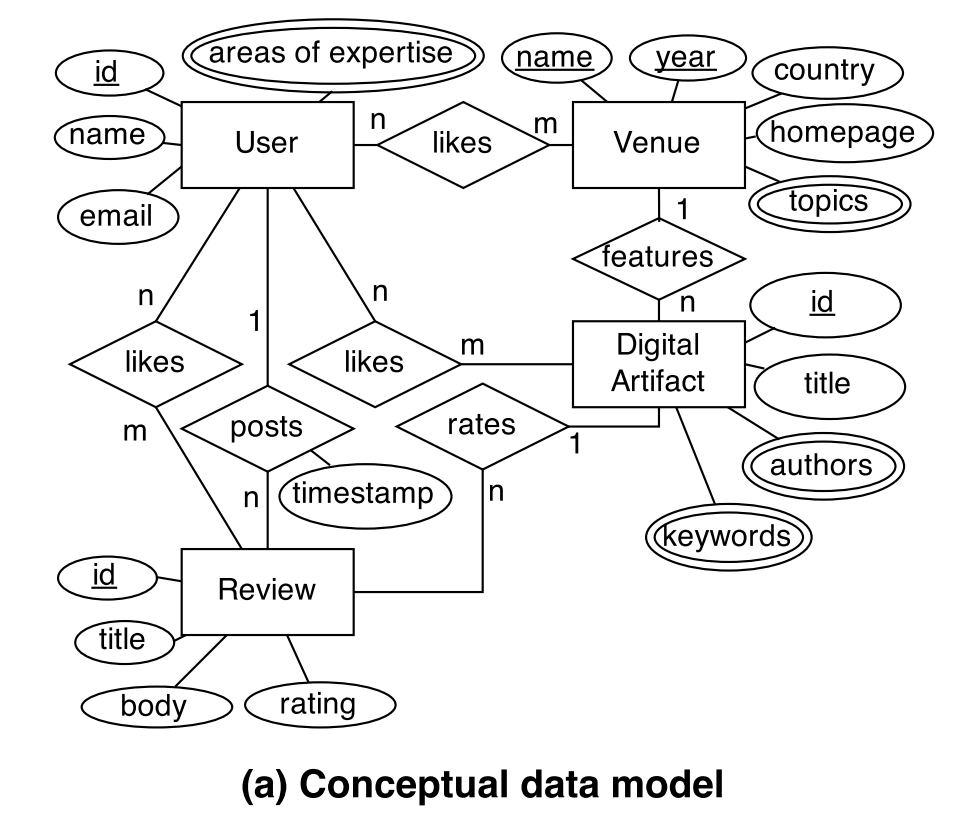 areas of expertise
id
name
year
country
name
User
n
likes
m
Venue
homepage
email
topics
1
features
n
n
1
n
id
likes
likes
m
Digital
Artifact
title
m
posts
rates
1
authors
n
timestamp
n
keywords
id
Review
title
body
rating
(a) Conceptual data model